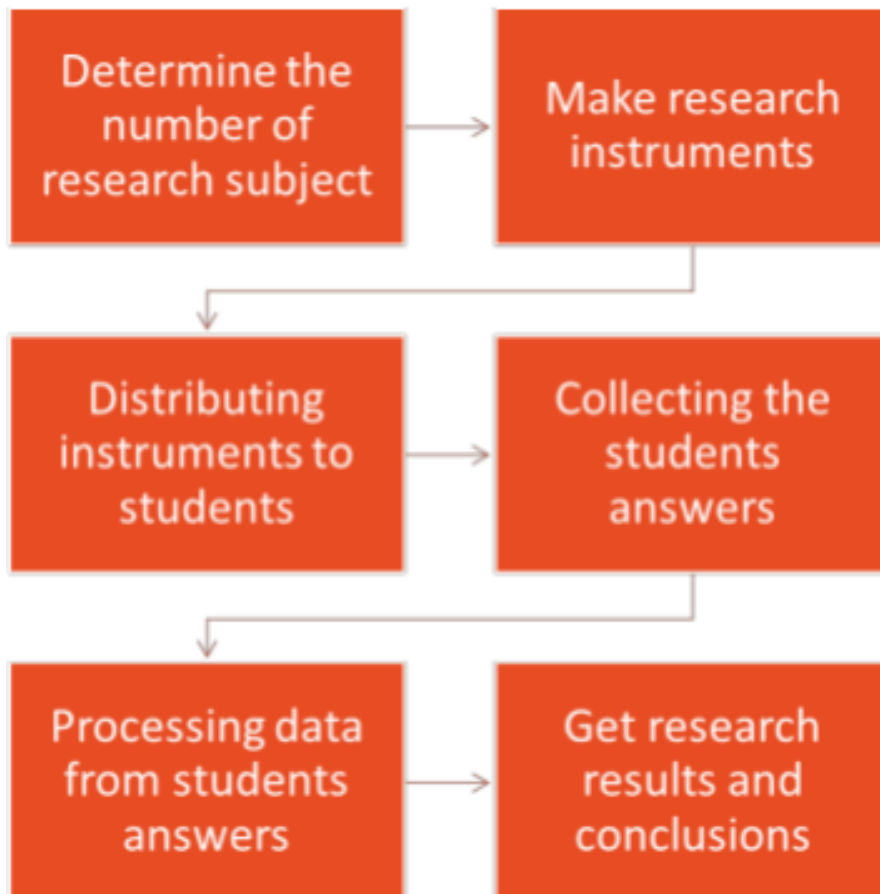 Determine the
number of
research subject
Make research
instruments
Distributing
instruments to
students
Collecting the
students
answers
Processing data
from students
answers
Get research
results and
conclusions